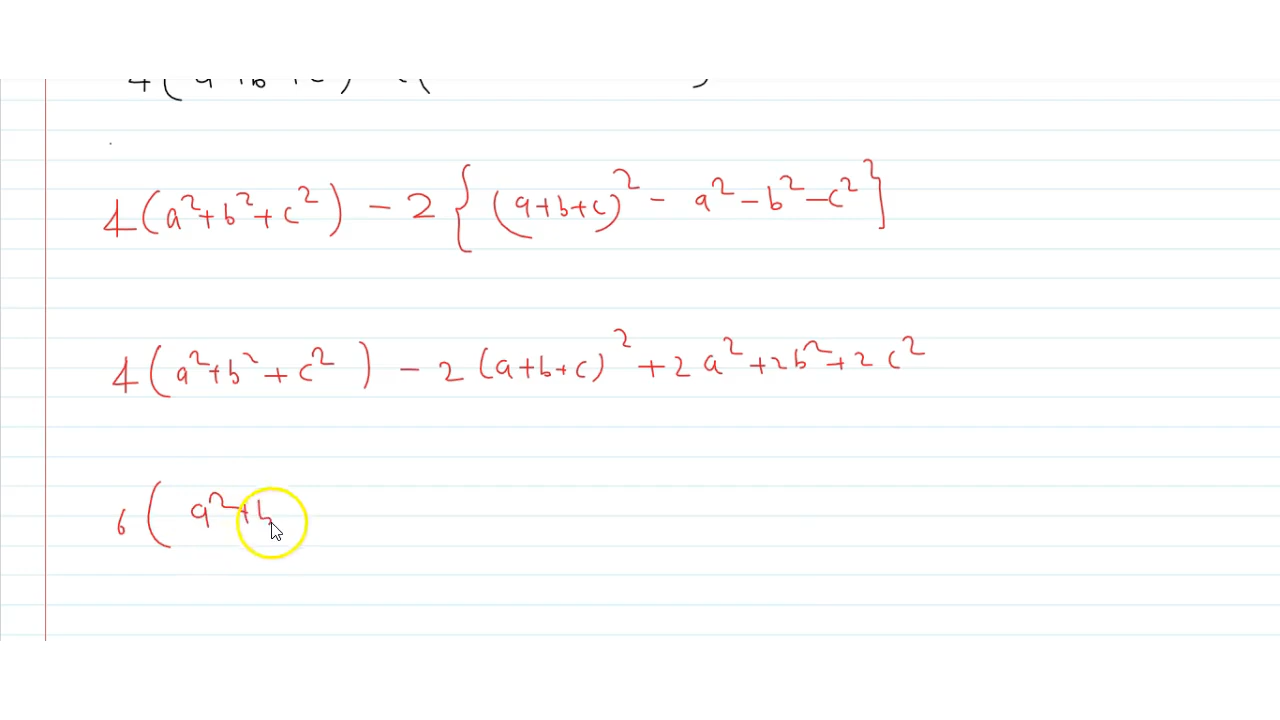 4(a²+b²+c²) - 2{(a+b+c)² - a²-b²-c²}
4(a²+b²+c²) - 2(a+b+c)² +2a²+2b²+2c²
6(a²+b